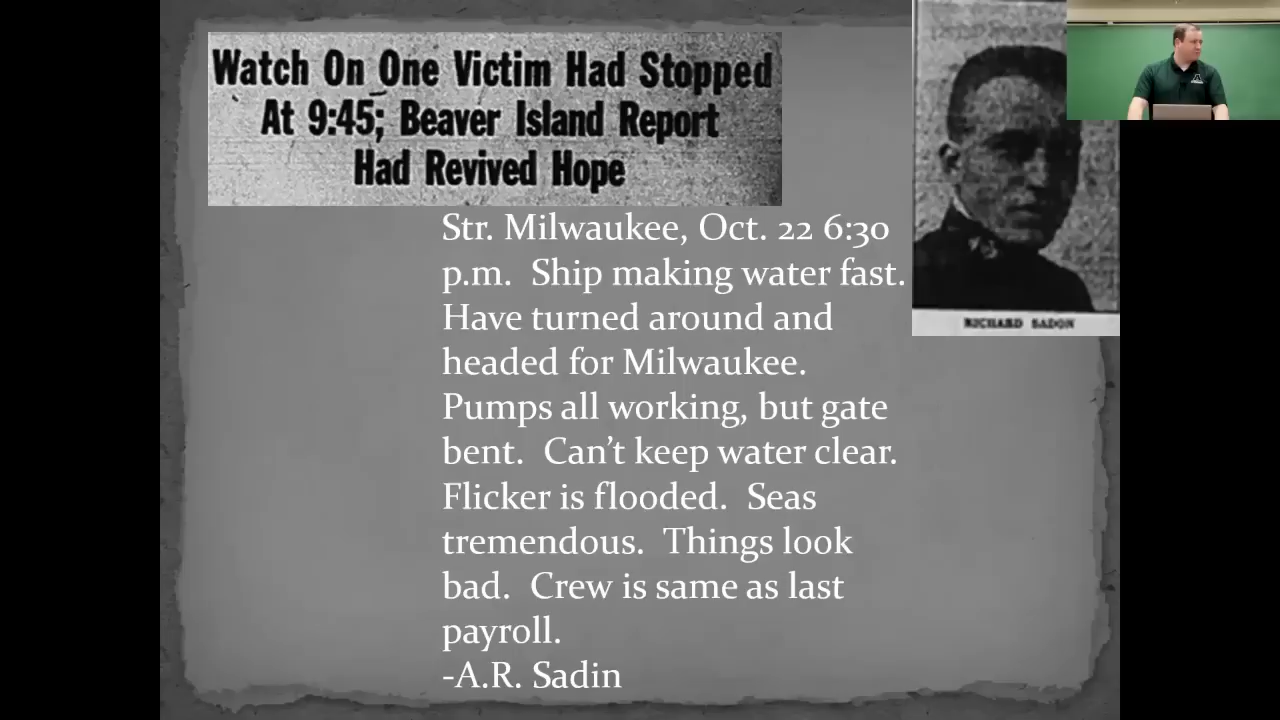 Watch On One Victim Had Stopped
At 9:45; Beaver Island Report
Had Revived Hope
Str. Milwaukee, Oct. 22 6:30
p.m.  Ship making water fast.
Have turned around and
headed for Milwaukee.
Pumps all working, but gate
bent.  Can’t keep water clear.
Flicker is flooded.  Seas
tremendous.  Things look
bad.  Crew is same as last
payroll.
-A.R. Sadin
RICHARD SADON